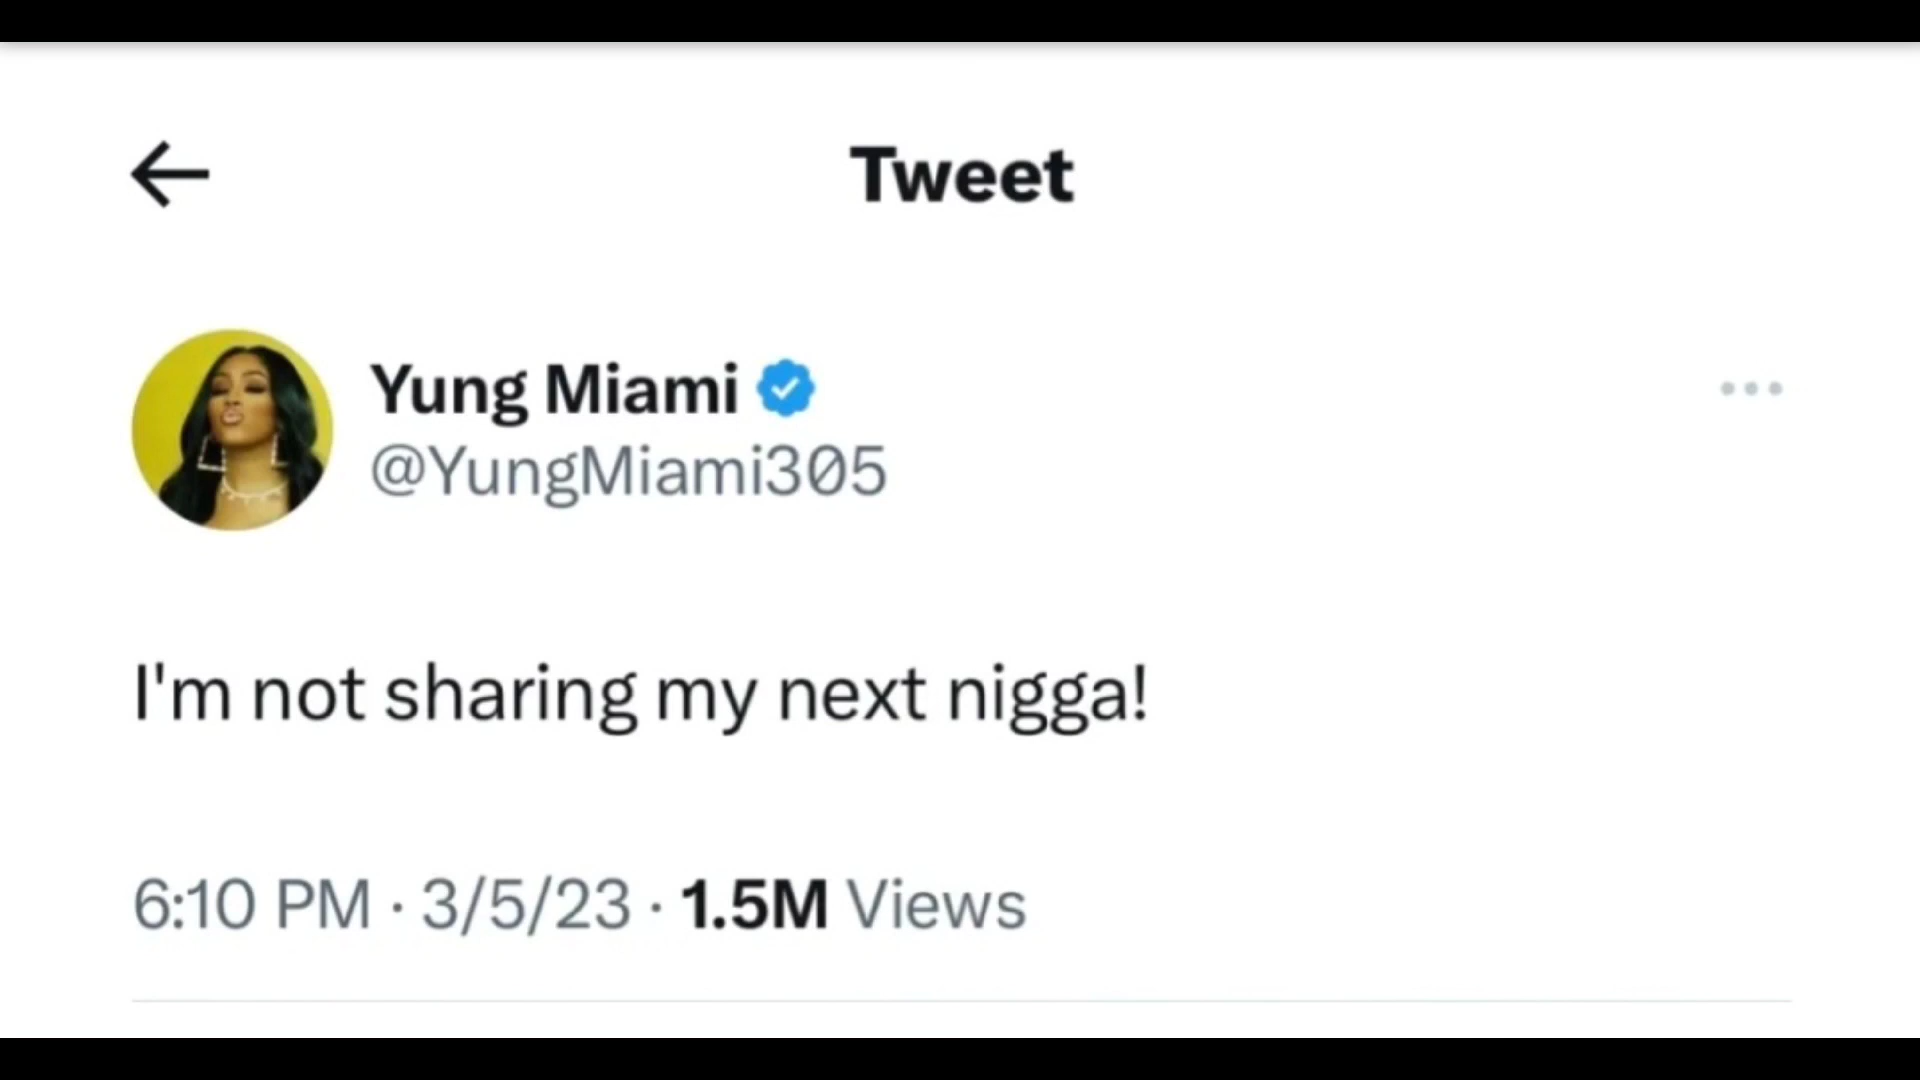 Tweet
Yung Miami
@YungMiami305
I'm not sharing my next nigga!
6:10 PM · 3/5/23 · 1.5M Views